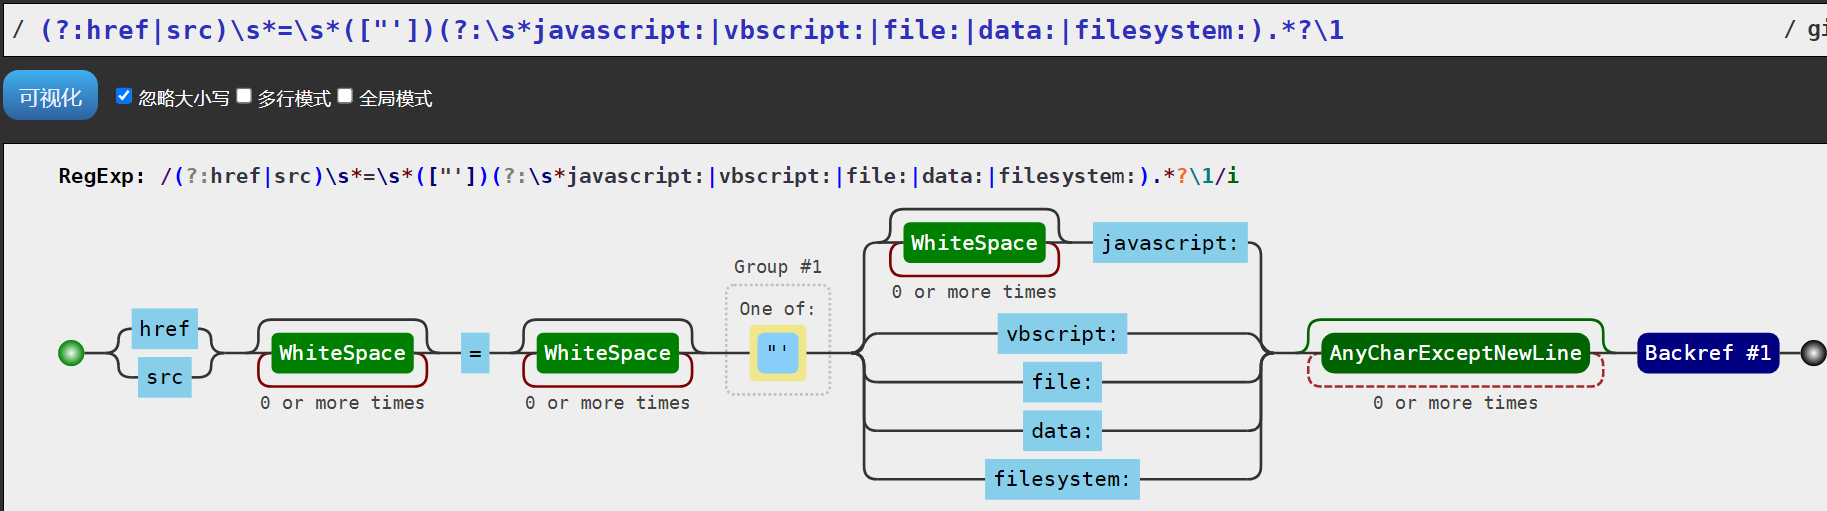 / (?:href|src)\s*=\s*(["'])(?:\s*javascript:|vbscript:|file:|data:|filesystem:).*?\1 / gi
可视化 忽略大小写 多行模式 全局模式
RegExp: /(?:href|src)\s*=\s*(["'])(?:\s*javascript:|vbscript:|file:|data:|filesystem:).*?\1/i
WhiteSpace javascript:
Group #1
0 or more times
One of:
href
vbscript:
WhiteSpace = WhiteSpace "' AnyCharExceptNewLine Backref #1
src
file:
0 or more times 0 or more times 0 or more times
data:
filesystem: